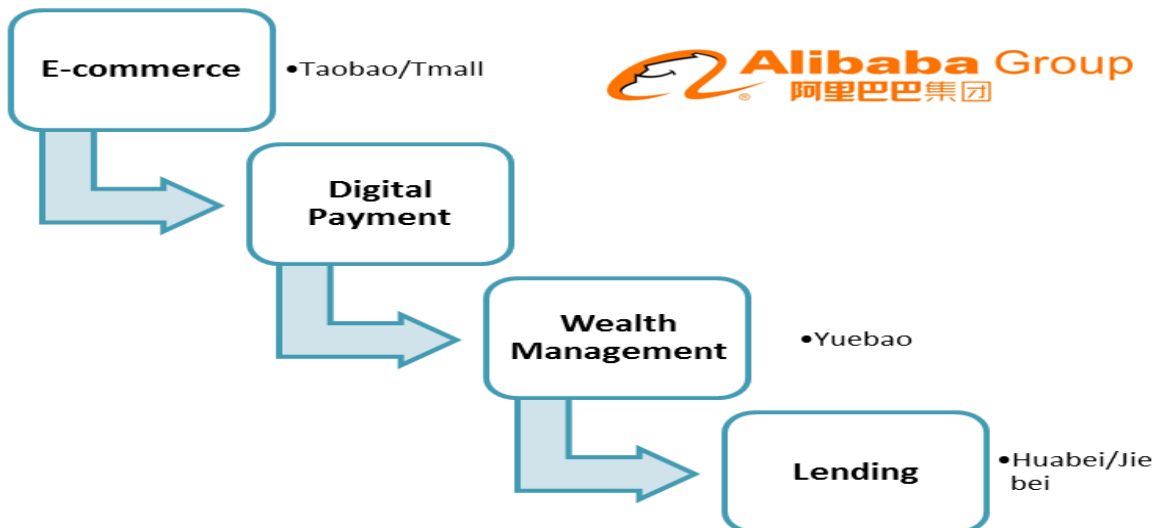 E-commerce
•Taobao/Tmall
Alibaba Group
阿里巴巴集团
®
Digital
Payment
Wealth
Management
•Yuebao
Lending
•Huabei/Jie
bei